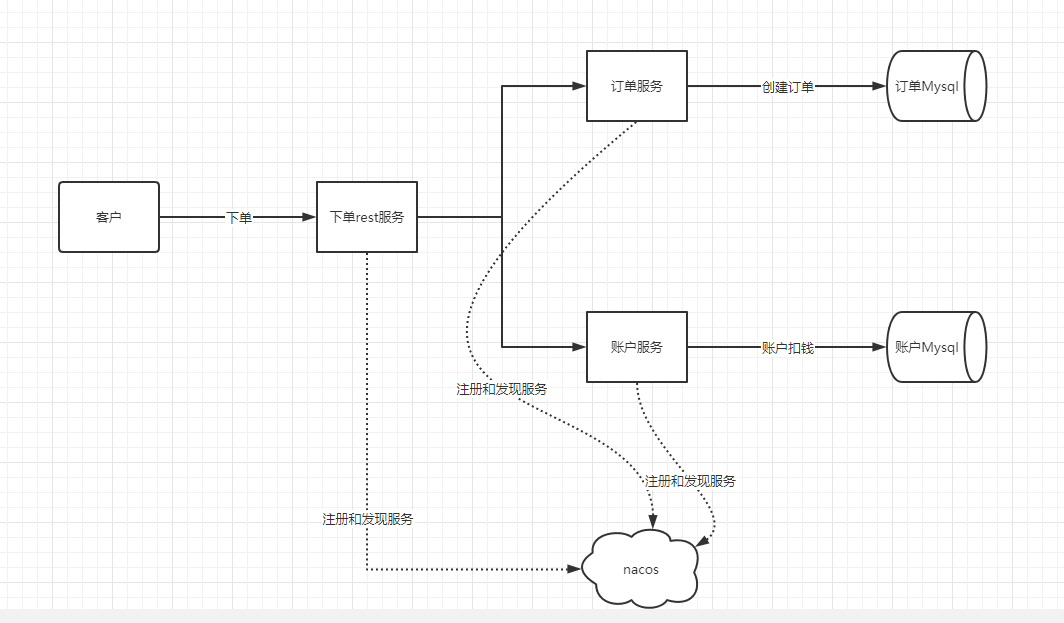 订单服务
创建订单
订单Mysql
客户
下单
下单rest服务
账户服务
账户扣钱
账户Mysql
注册和发现服务
注册和发现服务
注册和发现服务
nacos